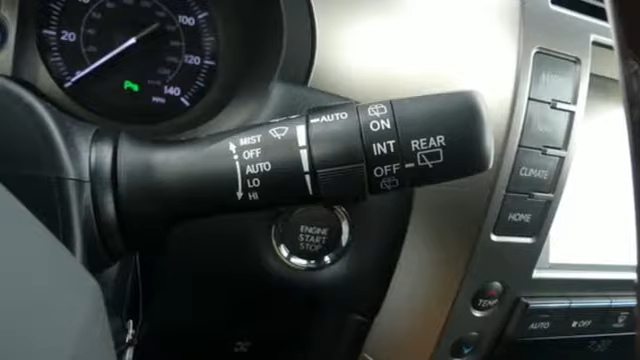 20
100
120
140
MPH
MIST
OFF
AUTO
LO
HI
AUTO
ON
INT
OFF
REAR
ENGINE
START
STOP
CLIMATE
HOME
TEMP
AUTO
OFF